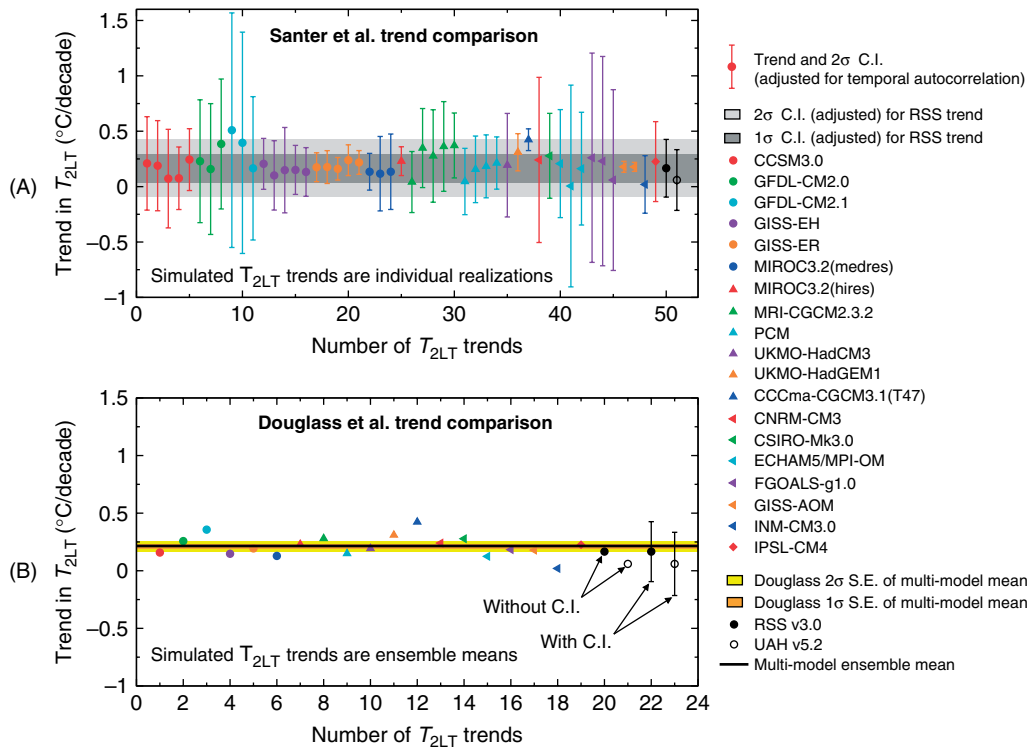 (A)
Trend in T2LT (°C/decade)
1.5
1
0.5
0
−0.5
−1
Santer et al. trend comparison
Simulated T2LT trends are individual realizations
0 10 20 30 40 50
Number of T2LT trends
(B)
Trend in T2LT (°C/decade)
1.5
1
0.5
0
−0.5
−1
Douglass et al. trend comparison
Without C.I.
With C.I.
Simulated T2LT trends are ensemble means
0 2 4 6 8 10 12 14 16 18 20 22 24
Number of T2LT trends
Trend and 2σ C.I.
(adjusted for temporal autocorrelation)
2σ C.I. (adjusted) for RSS trend
1σ C.I. (adjusted) for RSS trend
CCSM3.0
GFDL-CM2.0
GFDL-CM2.1
GISS-EH
GISS-ER
MIROC3.2(medres)
MIROC3.2(hires)
MRI-CGCM2.3.2
PCM
UKMO-HadCM3
UKMO-HadGEM1
CCCma-CGCM3.1(T47)
CNRM-CM3
CSIRO-Mk3.0
ECHAM5/MPI-OM
FGOALS-g1.0
GISS-AOM
INM-CM3.0
IPSL-CM4
Douglass 2σ S.E. of multi-model mean
Douglass 1σ S.E. of multi-model mean
RSS v3.0
UAH v5.2
Multi-model ensemble mean